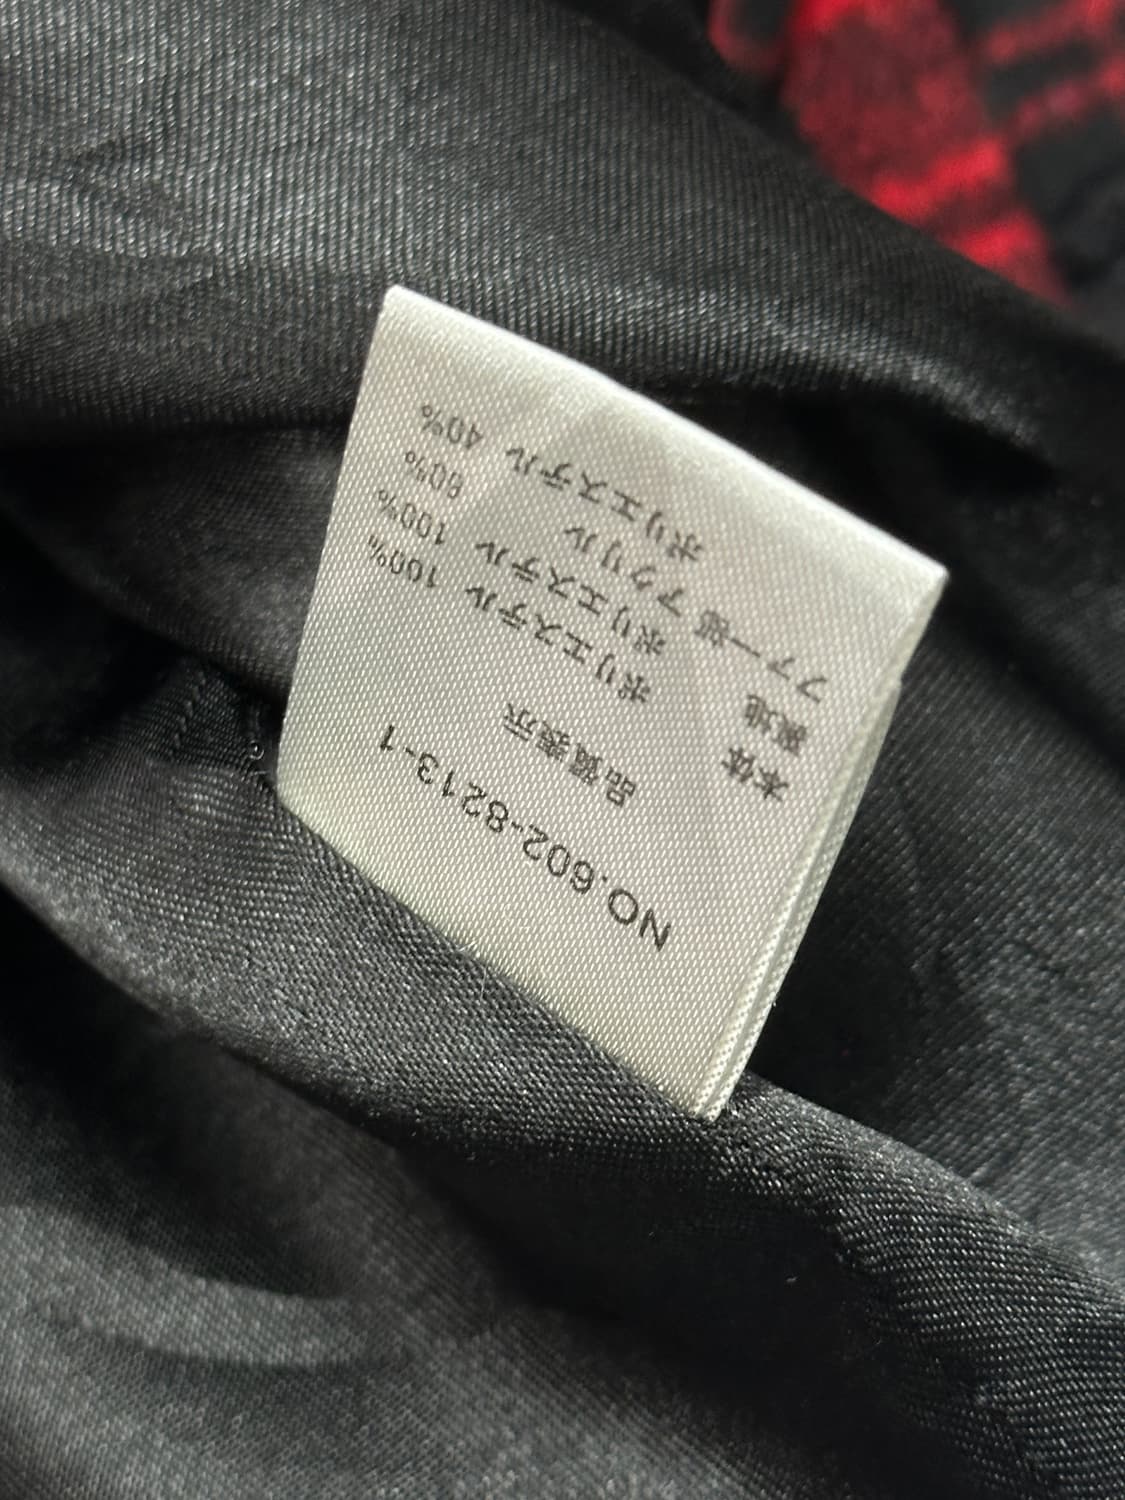 NO.602-8213-1
品質表示
本体 ポリエステル 100%
裏地 ポリエステル 100%
ファー部 アクリル 60%
ポリエステル 40%